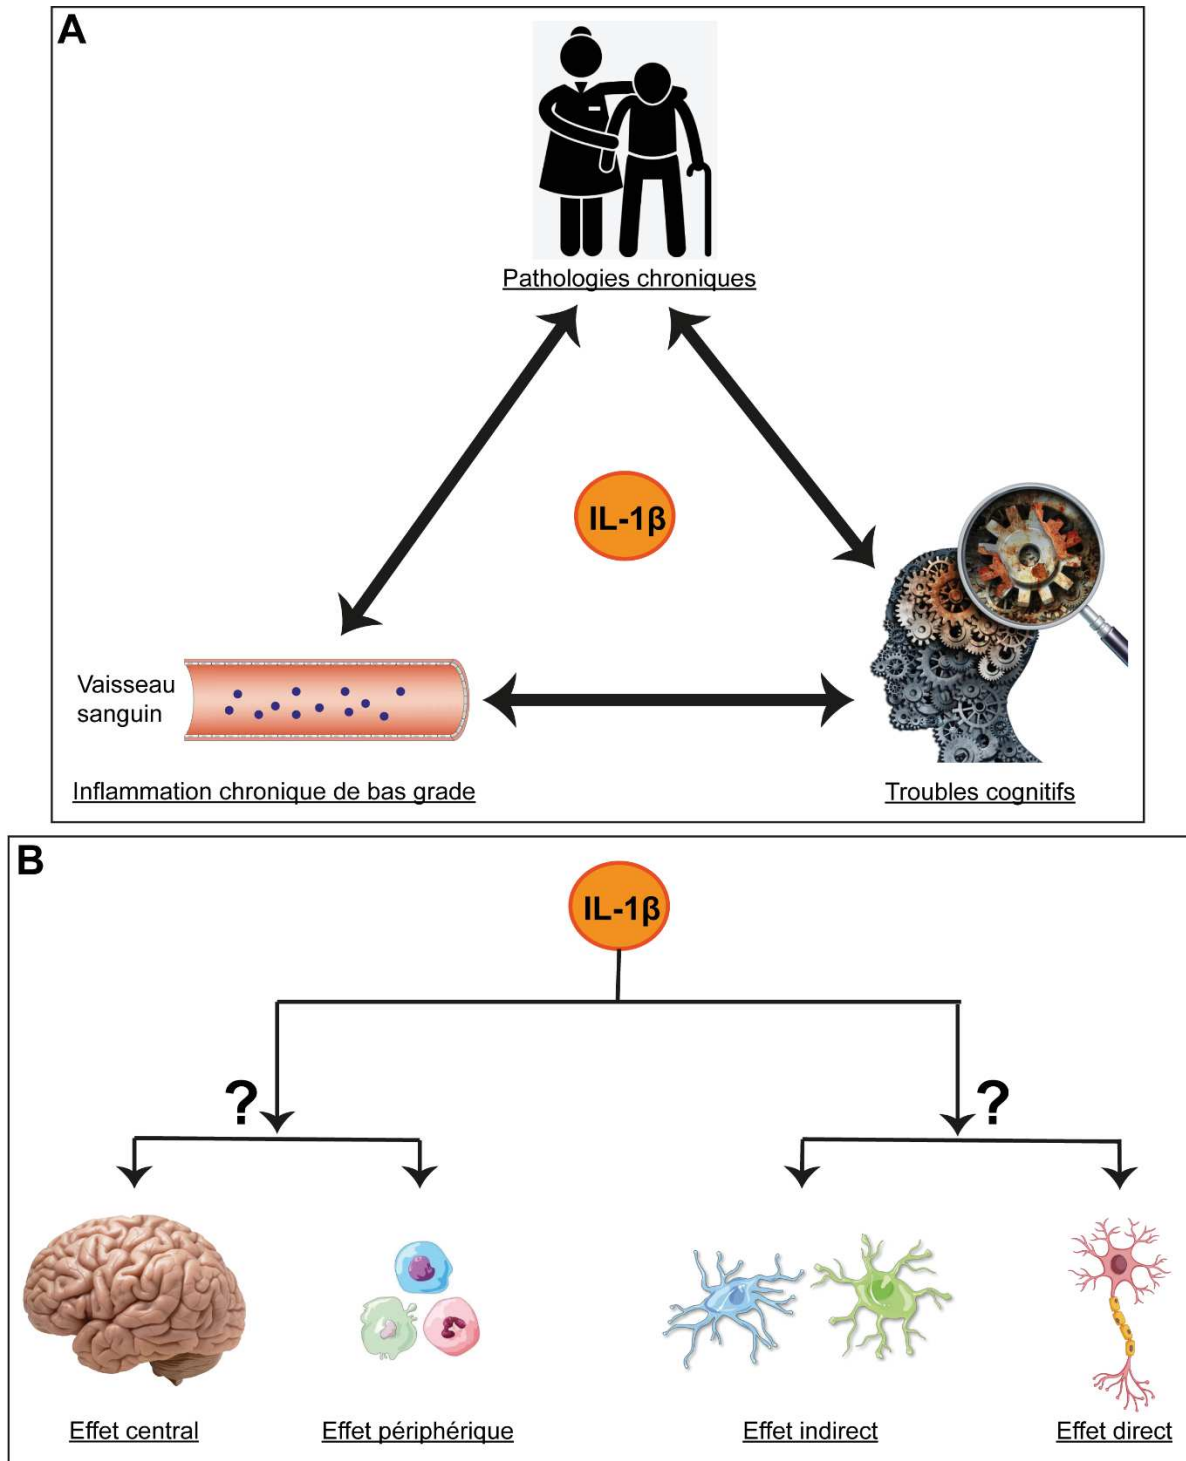 A
Pathologies chroniques
IL-1β
Vaisseau
sanguin
Inflammation chronique de bas grade
Troubles cognitifs
B
IL-1β
?
?
Effet central
Effet périphérique
Effet indirect
Effet direct